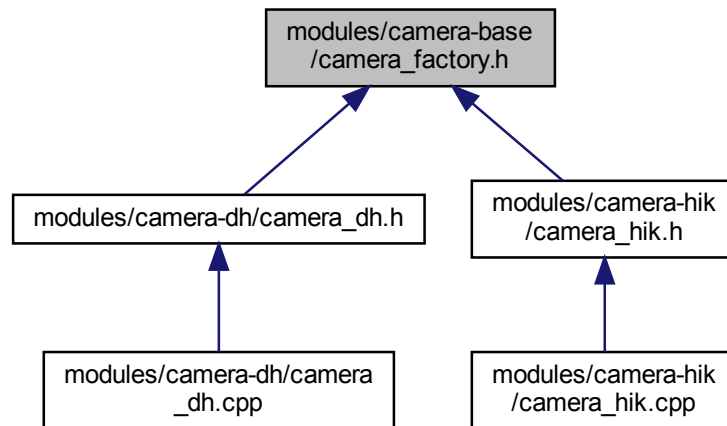 modules/camera-base
/camera_factory.h
modules/camera-dh/camera_dh.h
modules/camera-hik
/camera_hik.h
modules/camera-dh/camera
_dh.cpp
modules/camera-hik
/camera_hik.cpp